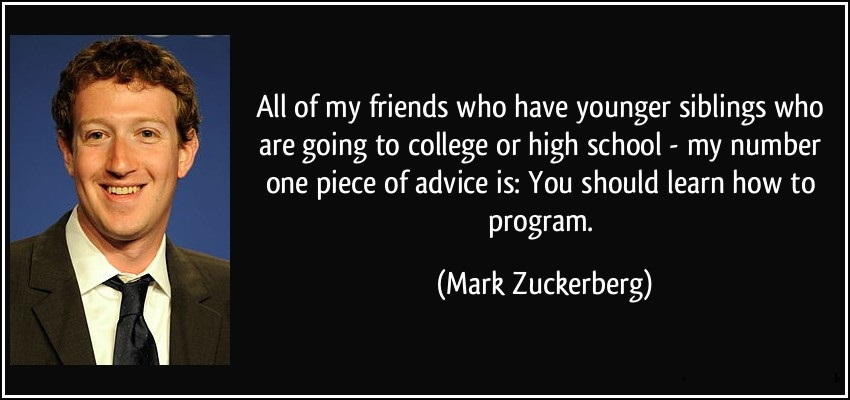 All of my friends who have younger siblings who
are going to college or high school - my number
one piece of advice is: You should learn how to
program.
(Mark Zuckerberg)